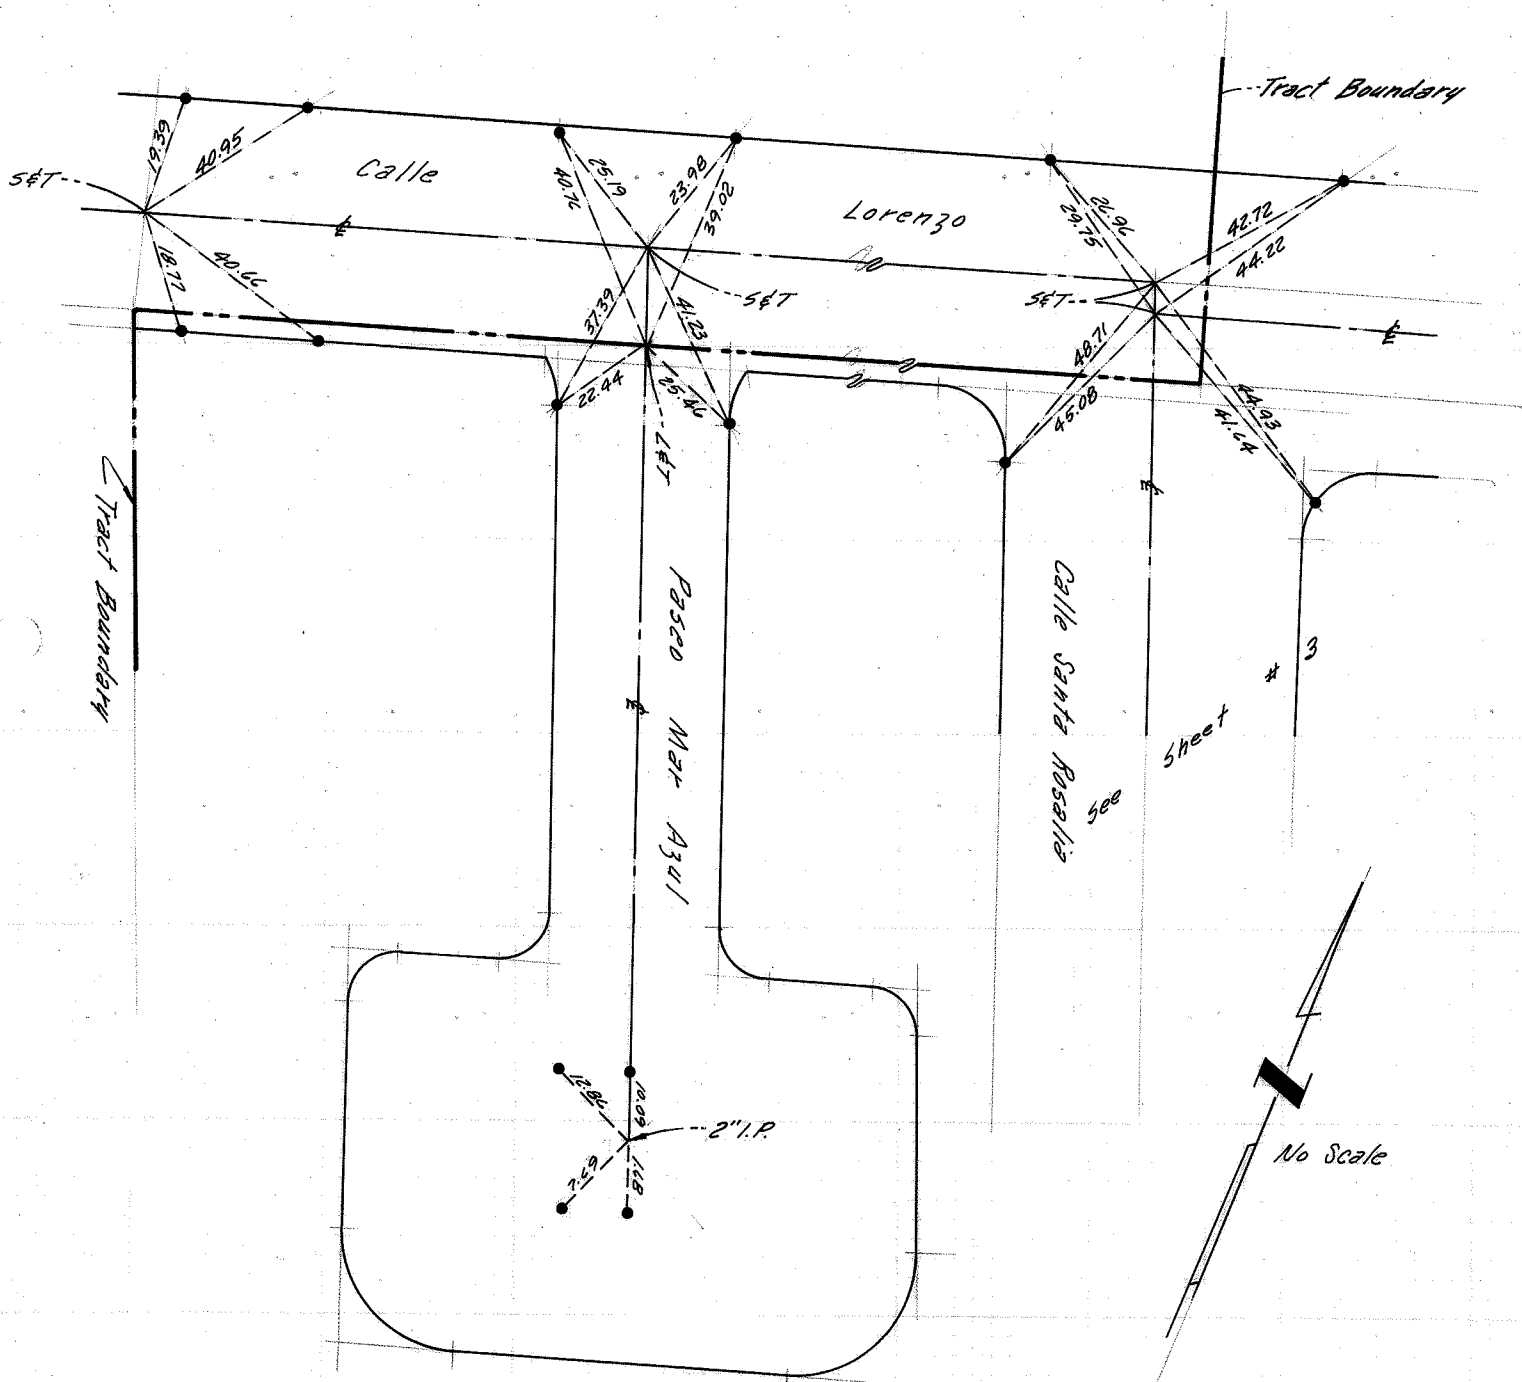 Tract Boundary
19.39
40.95
S&T
Calle
25.19
40.76
23.98
39.02
Lorenzo
26.96
29.75
42.72
44.22
℄
18.77
40.66
37.39
41.23
S&T
S&T
℄
22.44
25.46
L&T
48.71
45.08
44.93
41.64
℄
Tract Boundary
Paseo Mar Azul
℄
Calle Santa Rosalia
See Sheet # 3
12.86
10.09
2" I.P.
7.69
1.68
No Scale